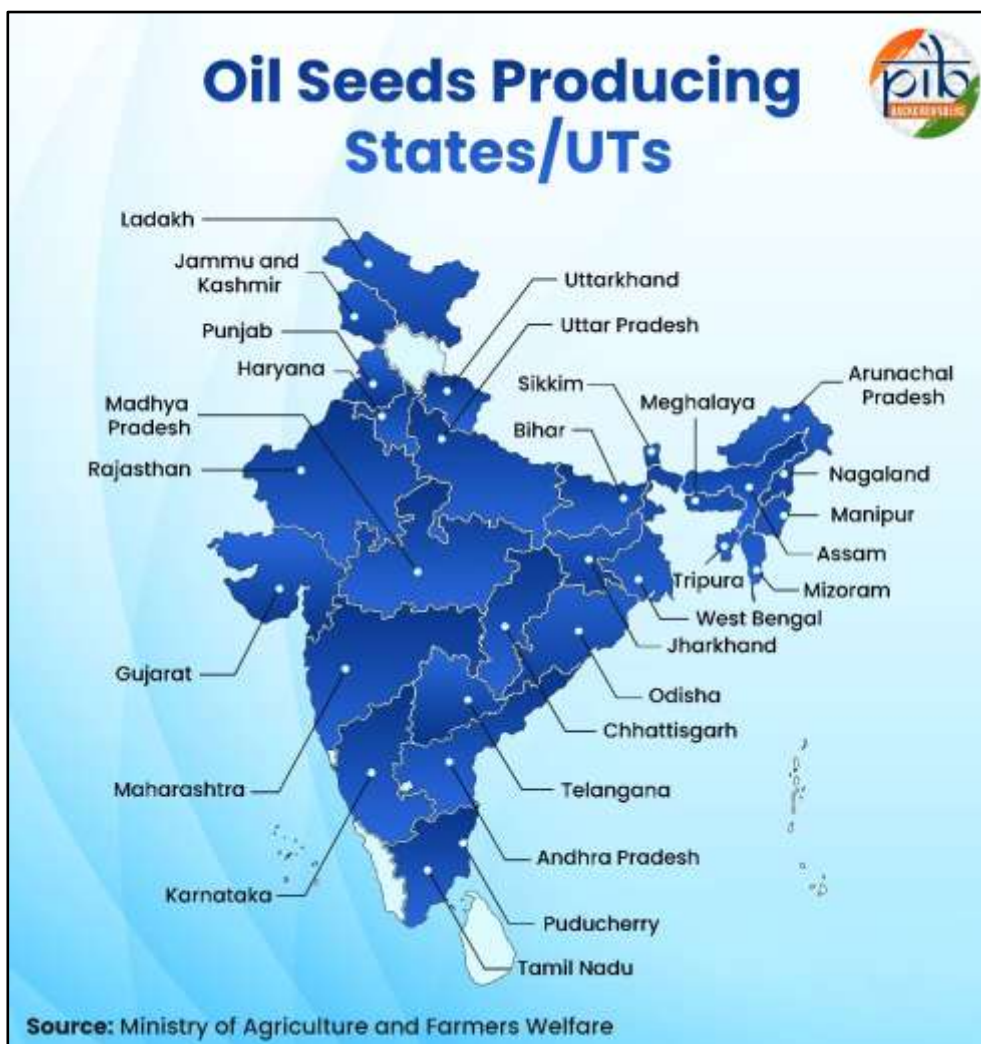 Oil Seeds Producing
States/UTs
pib
Ladakh
Jammu and
Kashmir
Punjab
Haryana
Madhya
Pradesh
Rajasthan
Gujarat
Maharashtra
Karnataka
Uttarkhand
Uttar Pradesh
Sikkim
Meghalaya
Bihar
Arunachal
Pradesh
Nagaland
Manipur
Assam
Mizoram
Tripura
West Bengal
Jharkhand
Odisha
Chhattisgarh
Telangana
Andhra Pradesh
Puducherry
Tamil Nadu
Source: Ministry of Agriculture and Farmers Welfare